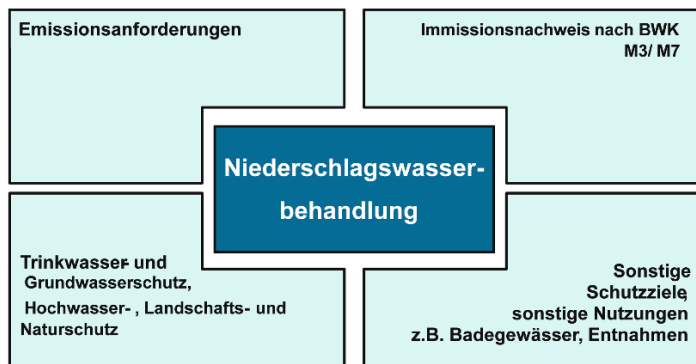 Emissionsanforderungen
Immissionsnachweis nach BWK
M3/ M7
Niederschlagswasser-
behandlung
Trinkwasser- und
Grundwasserschutz,
Hochwasser- , Landschafts- und
Naturschutz
Sonstige
Schutzziele,
sonstige Nutzungen
z.B. Badegewässer, Entnahmen